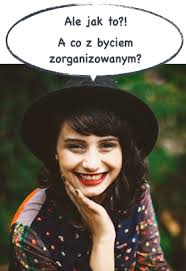 Ale jak to?!
A co z byciem
zorganizowanym?